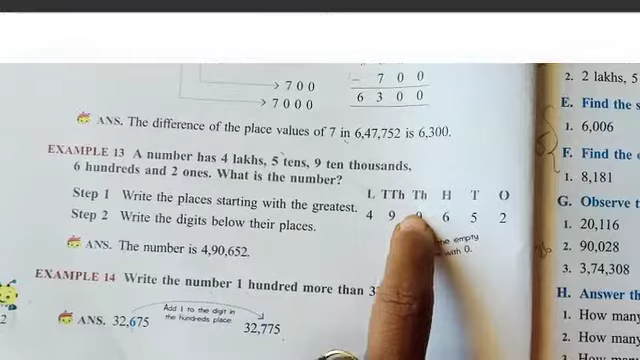 7 0 0
− 7 0 0
7 0 0 0
6 3 0 0
ANS. The difference of the place values of 7 in 6,47,752 is 6,300.
EXAMPLE 13 A number has 4 lakhs, 5 tens, 9 ten thousands,
6 hundreds and 2 ones. What is the number?
Step 1 Write the places starting with the greatest.
L TTh Th H T O
Step 2 Write the digits below their places.
4 9 0 6 5 2
the empty
with 0.
ANS. The number is 4,90,652.
EXAMPLE 14 Write the number 1 hundred more than
Add 1 to the digit in
the hundreds place
ANS. 32,675
32,775
2
2. 2 lakhs, 5
E. Find the
1. 6,006
F. Find the
1. 8,181
G. Observe
1. 20,116
2. 90,028
3. 3,74,308
H. Answer
1. How many
2. How many
3. How many